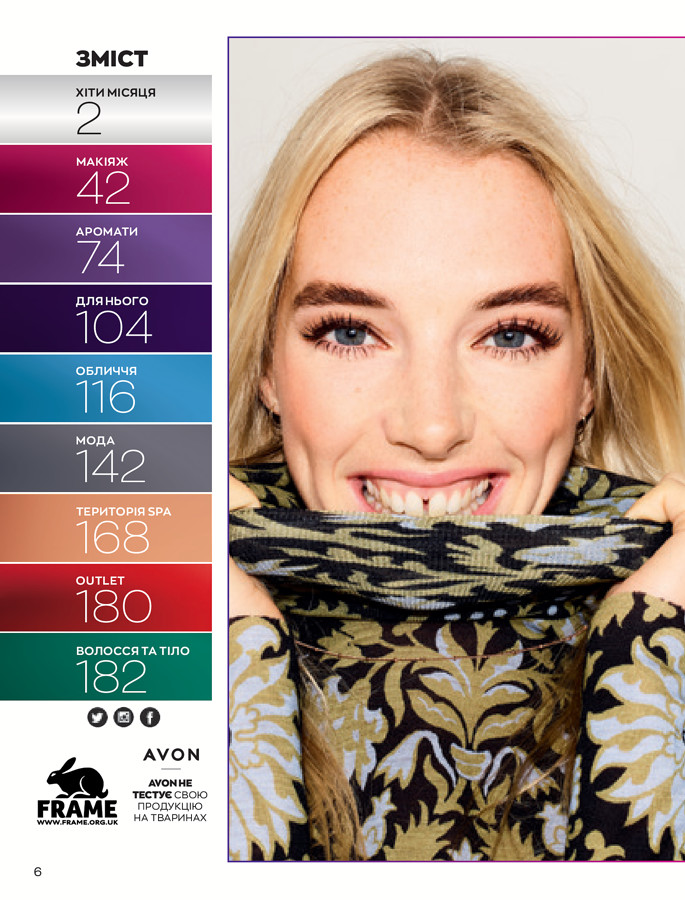 ЗМІСТ
ХІТИ МІСЯЦЯ
2
МАКІЯЖ
42
АРОМАТИ
74
ДЛЯ НЬОГО
104
ОБЛИЧЧЯ
116
МОДА
142
ТЕРИТОРІЯ SPA
168
OUTLET
180
ВОЛОССЯ ТА ТІЛО
182
FRAME
WWW.FRAME.ORG.UK
AVON
AVON НЕ
ТЕСТУЄ СВОЮ
ПРОДУКЦІЮ
НА ТВАРИНАХ
6